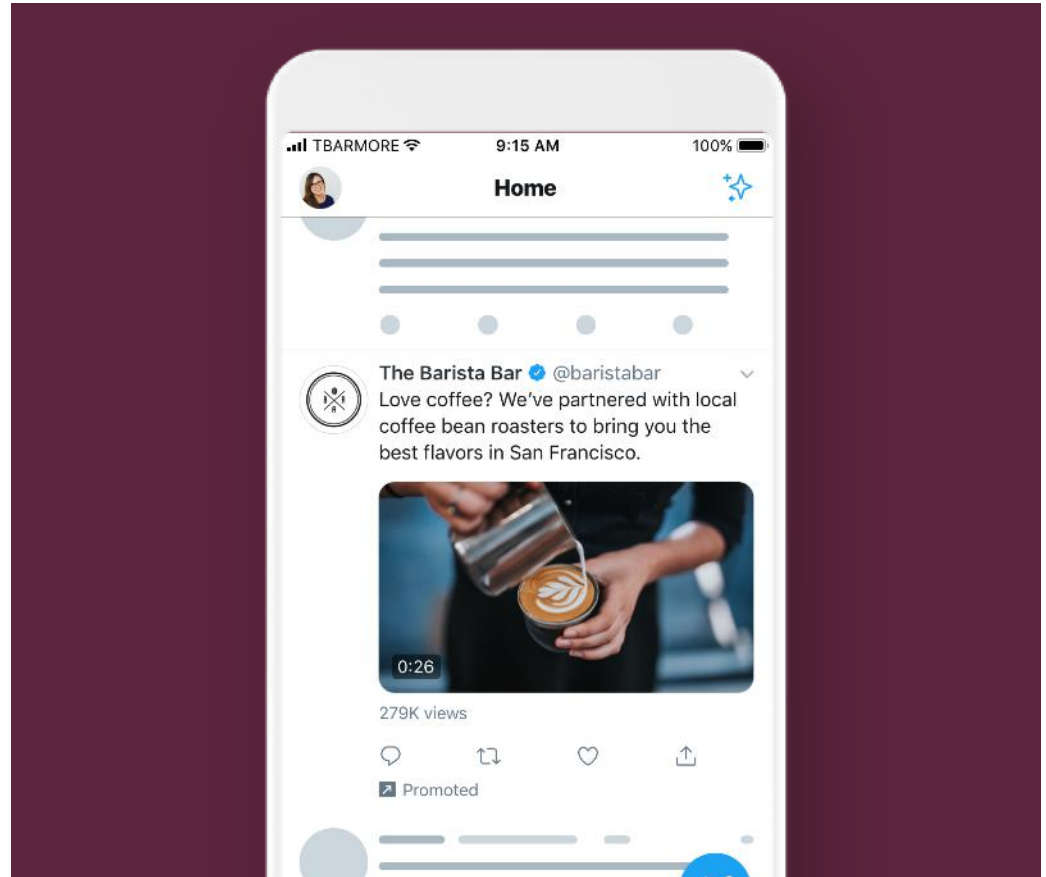 TBARMORE 9:15 AM 100%
Home
The Barista Bar @baristabar
Love coffee? We've partnered with local
coffee bean roasters to bring you the
best flavors in San Francisco.
0:26
279K views
Promoted